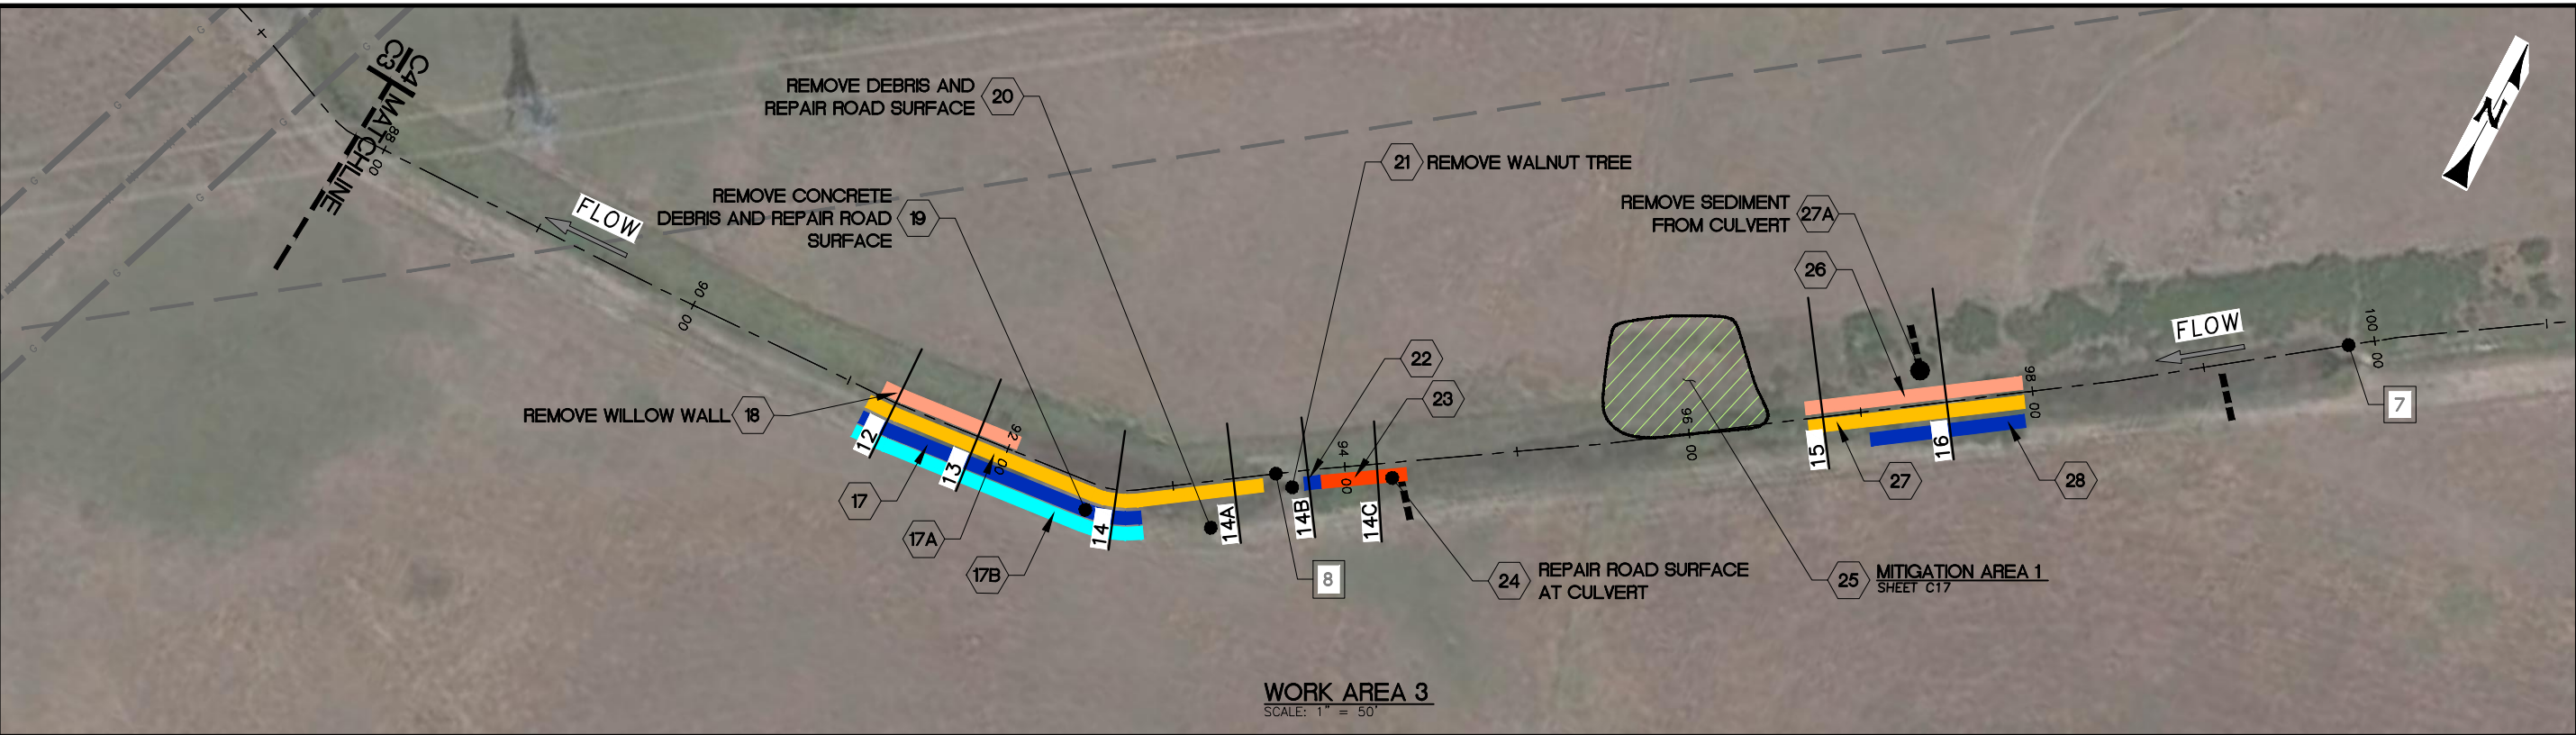 C4
C3
MATCHLINE
88
00
G
G
G
G
G
G
G
G
FLOW
90
00
REMOVE DEBRIS AND
REPAIR ROAD SURFACE
20
REMOVE CONCRETE
DEBRIS AND REPAIR ROAD
SURFACE
19
21
REMOVE WALNUT TREE
REMOVE SEDIMENT
FROM CULVERT
27A
26
N
FLOW
100
00
7
REMOVE WILLOW WALL
18
12
13
92
00
14
14A
14B
14C
94
00
22
23
96
00
15
16
98
00
17
17A
17B
8
24
REPAIR ROAD SURFACE
AT CULVERT
25
MITIGATION AREA 1
SHEET C17
27
28
WORK AREA 3
SCALE: 1" = 50'